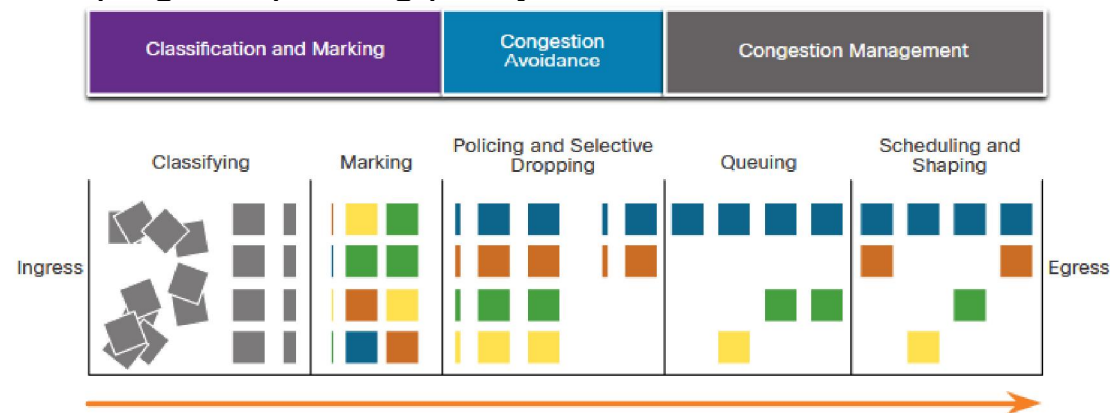 Classification and Marking
Congestion
Avoidance
Congestion Management
Classifying
Marking
Policing and Selective
Dropping
Queuing
Scheduling and
Shaping
Ingress
Egress